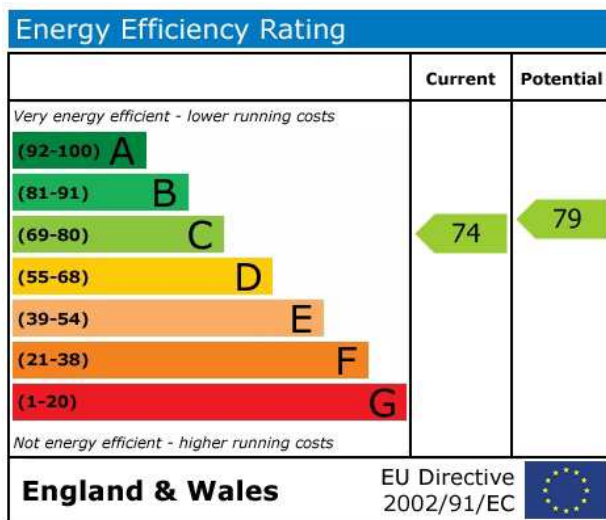 Energy Efficiency Rating
Current Potential
Very energy efficient - lower running costs
(92-100) A
(81-91) B
(69-80) C
(55-68) D
(39-54) E
(21-38) F
(1-20) G
74
79
Not energy efficient - higher running costs
England & Wales
EU Directive
2002/91/EC